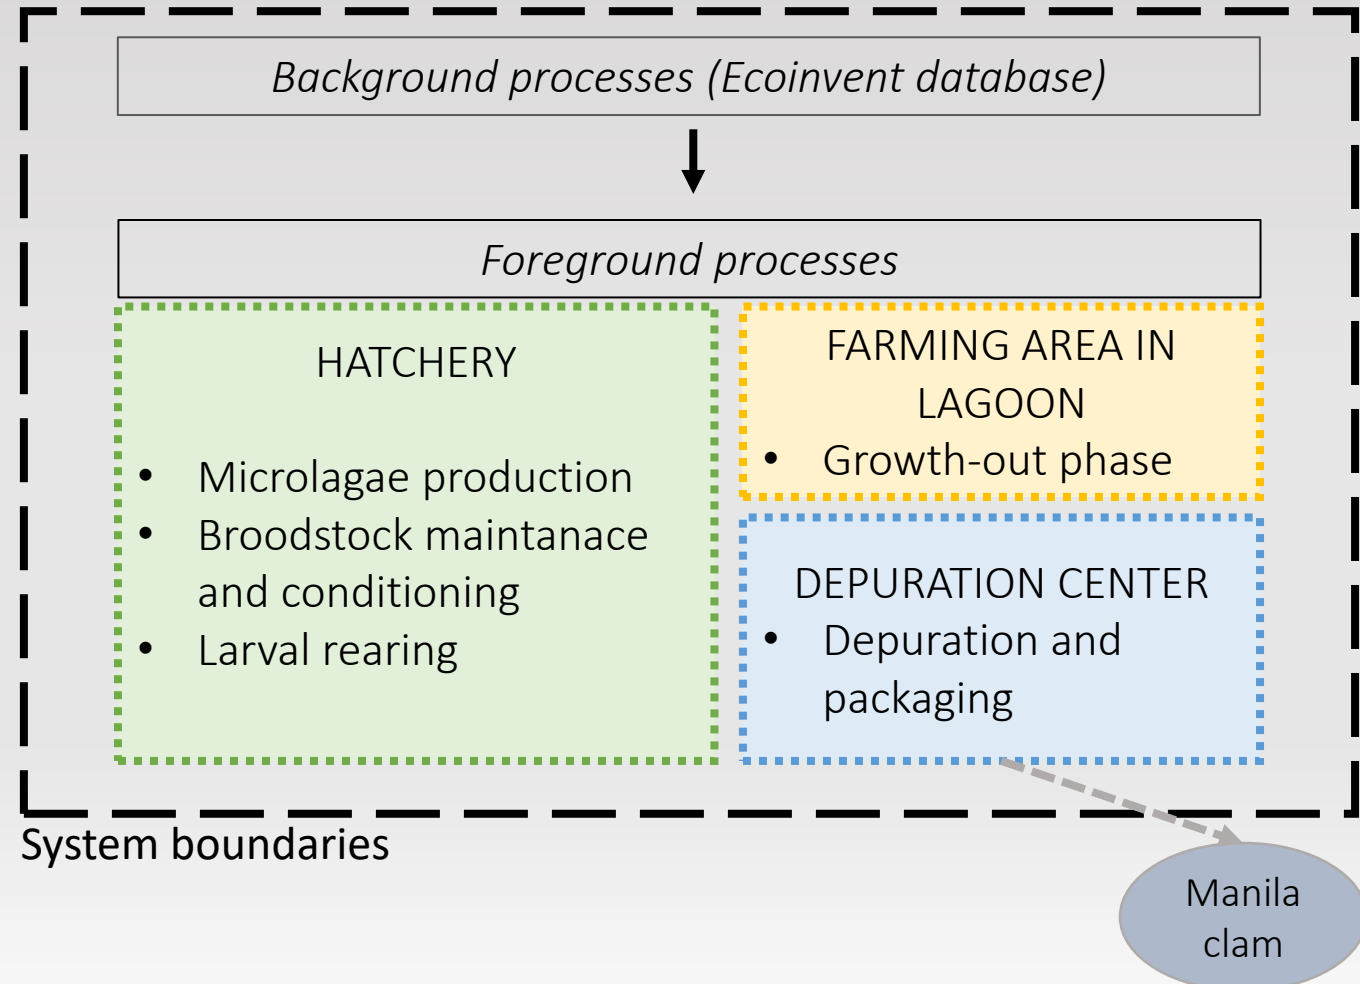 Background processes (Ecoinvent database)
Foreground processes
HATCHERY
• Microlagae production
• Broodstock maintanace
and conditioning
• Larval rearing
FARMING AREA IN
LAGOON
• Growth-out phase
DEPURATION CENTER
• Depuration and
packaging
System boundaries
Manila
clam